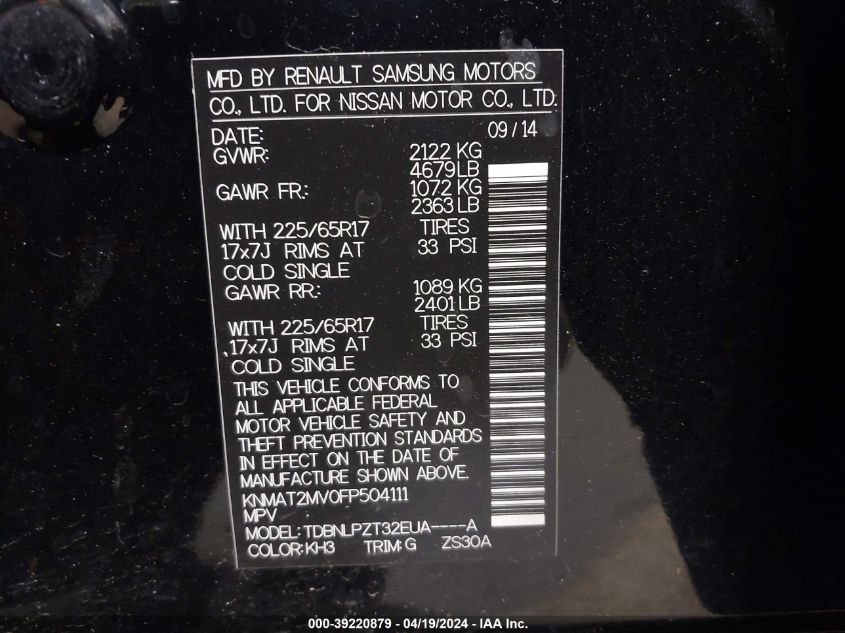 MFD BY RENAULT SAMSUNG MOTORS
CO., LTD. FOR NISSAN MOTOR CO., LTD.
DATE: 09 / 14
GVWR: 2122 KG
4679 LB
GAWR FR.: 1072 KG
2363 LB
WITH 225/65R17 TIRES
17x7J RIMS AT 33 PSI
COLD SINGLE
GAWR RR.: 1089 KG
2401 LB
WITH 225/65R17 TIRES
17x7J RIMS AT 33 PSI
COLD SINGLE
THIS VEHICLE CONFORMS TO
ALL APPLICABLE FEDERAL
MOTOR VEHICLE SAFETY AND
THEFT PREVENTION STANDARDS
IN EFFECT ON THE DATE OF
MANUFACTURE SHOWN ABOVE.
KNMAT2MV0FP504111
MPV
MODEL: TDBNLPZT32EUA----A
COLOR: KH3 TRIM: G ZS30A
000-39220879 - 04/19/2024 - IAA Inc.